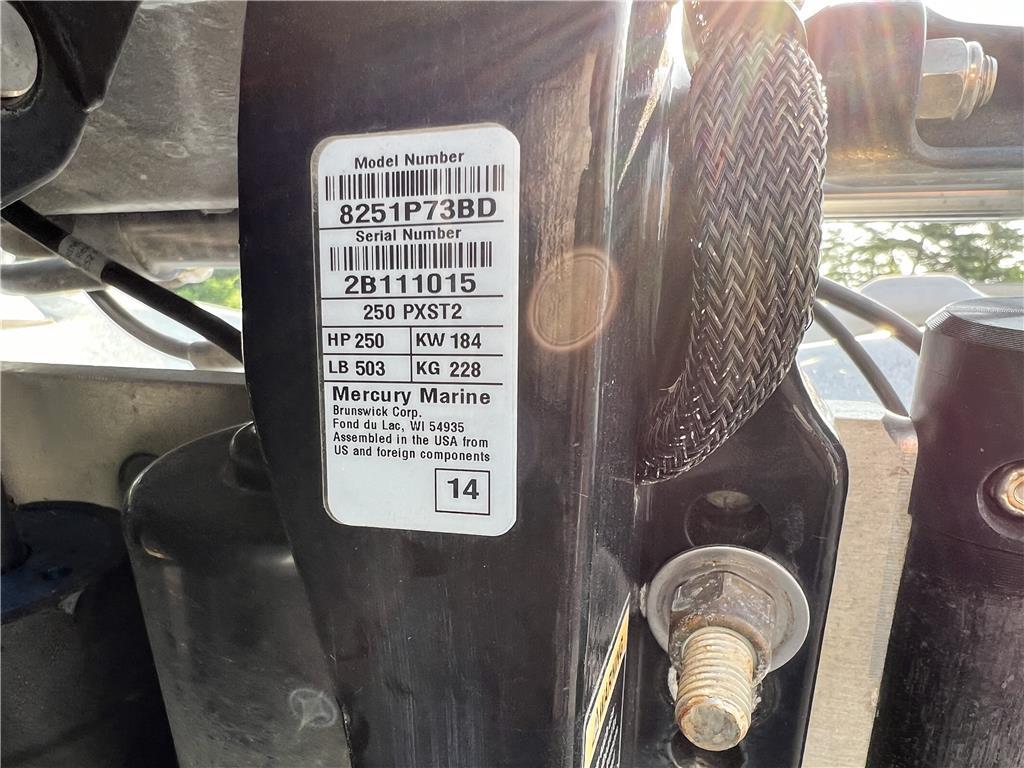 Model Number
8251P73BD
Serial Number
2B111015
250 PXST2
HP 250 KW 184
LB 503 KG 228
Mercury Marine
Brunswick Corp.
Fond du Lac, WI 54935
Assembled in the USA from
US and foreign components
14